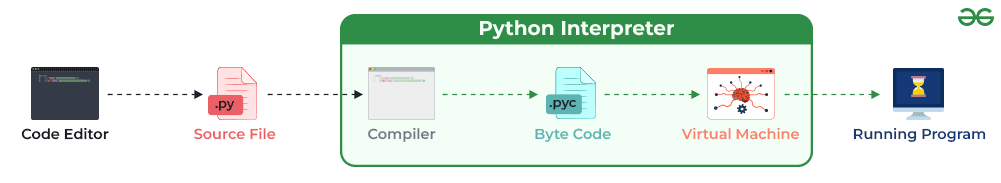 Python Interpreter
.py
.pyc
Code Editor
Source File
Compiler
Byte Code
Virtual Machine
Running Program